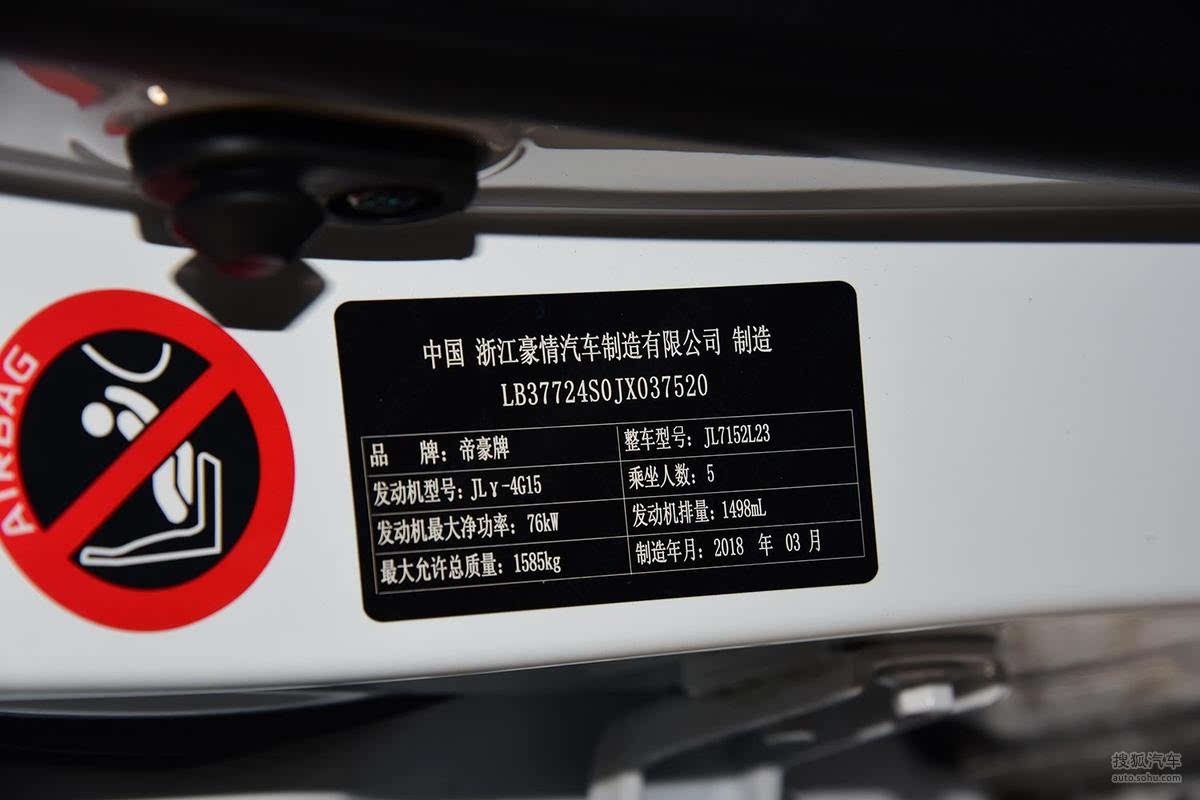 AIRBAG
中国 浙江豪情汽车制造有限公司 制造
LB37724S0JX037520
品 牌：帝豪牌
整车型号：JL7152L23
发动机型号：JLγ-4G15
乘坐人数：5
发动机最大净功率：76kW
发动机排量：1498mL
最大允许总质量：1585kg
制造年月：2018 年 03 月
搜狐汽车
auto.sohu.com